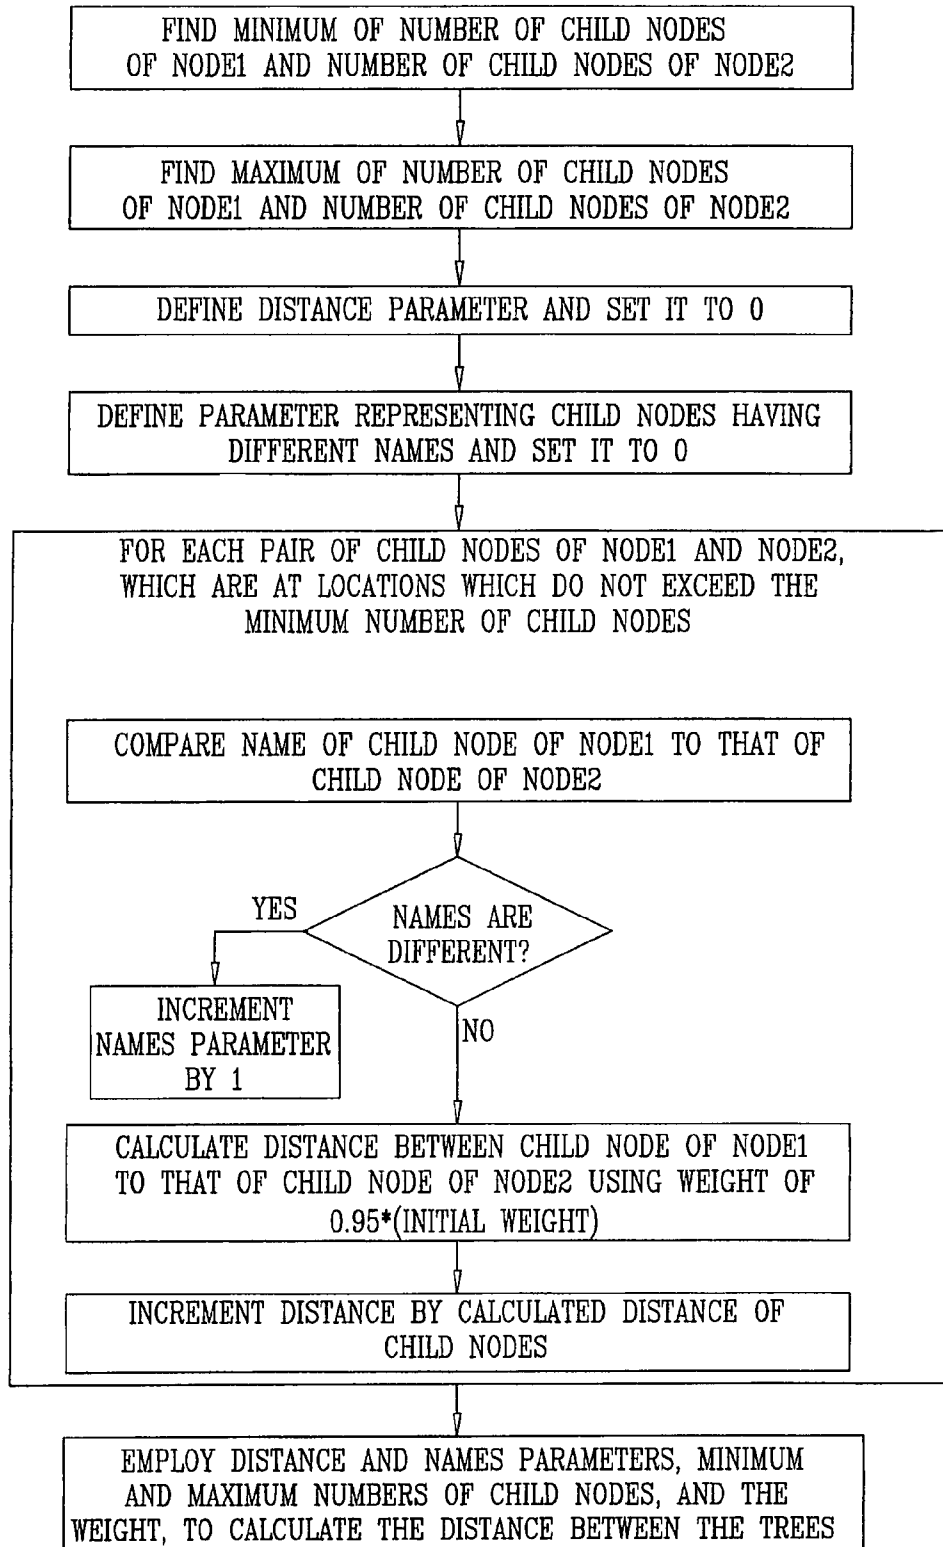 FIND MINIMUM OF NUMBER OF CHILD NODES
OF NODE1 AND NUMBER OF CHILD NODES OF NODE2
FIND MAXIMUM OF NUMBER OF CHILD NODES
OF NODE1 AND NUMBER OF CHILD NODES OF NODE2
DEFINE DISTANCE PARAMETER AND SET IT TO 0
DEFINE PARAMETER REPRESENTING CHILD NODES HAVING
DIFFERENT NAMES AND SET IT TO 0
FOR EACH PAIR OF CHILD NODES OF NODE1 AND NODE2,
WHICH ARE AT LOCATIONS WHICH DO NOT EXCEED THE
MINIMUM NUMBER OF CHILD NODES
COMPARE NAME OF CHILD NODE OF NODE1 TO THAT OF
CHILD NODE OF NODE2
YES
NAMES ARE
DIFFERENT?
INCREMENT
NAMES PARAMETER
BY 1
NO
CALCULATE DISTANCE BETWEEN CHILD NODE OF NODE1
TO THAT OF CHILD NODE OF NODE2 USING WEIGHT OF
0.95*(INITIAL WEIGHT)
INCREMENT DISTANCE BY CALCULATED DISTANCE OF
CHILD NODES
EMPLOY DISTANCE AND NAMES PARAMETERS, MINIMUM
AND MAXIMUM NUMBERS OF CHILD NODES, AND THE
WEIGHT, TO CALCULATE THE DISTANCE BETWEEN THE TREES